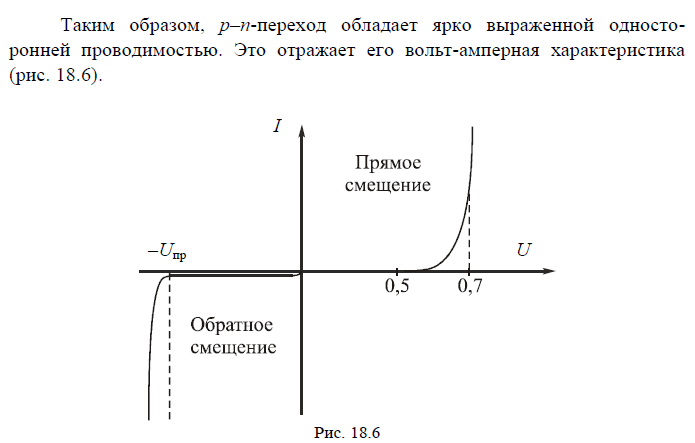 Таким образом, p–n-переход обладает ярко выраженной односто-
ронней проводимостью. Это отражает его вольт-амперная характеристика
(рис. 18.6).
I
Прямое
смещение
–Uпр
U
0,5
0,7
Обратное
смещение
Рис. 18.6